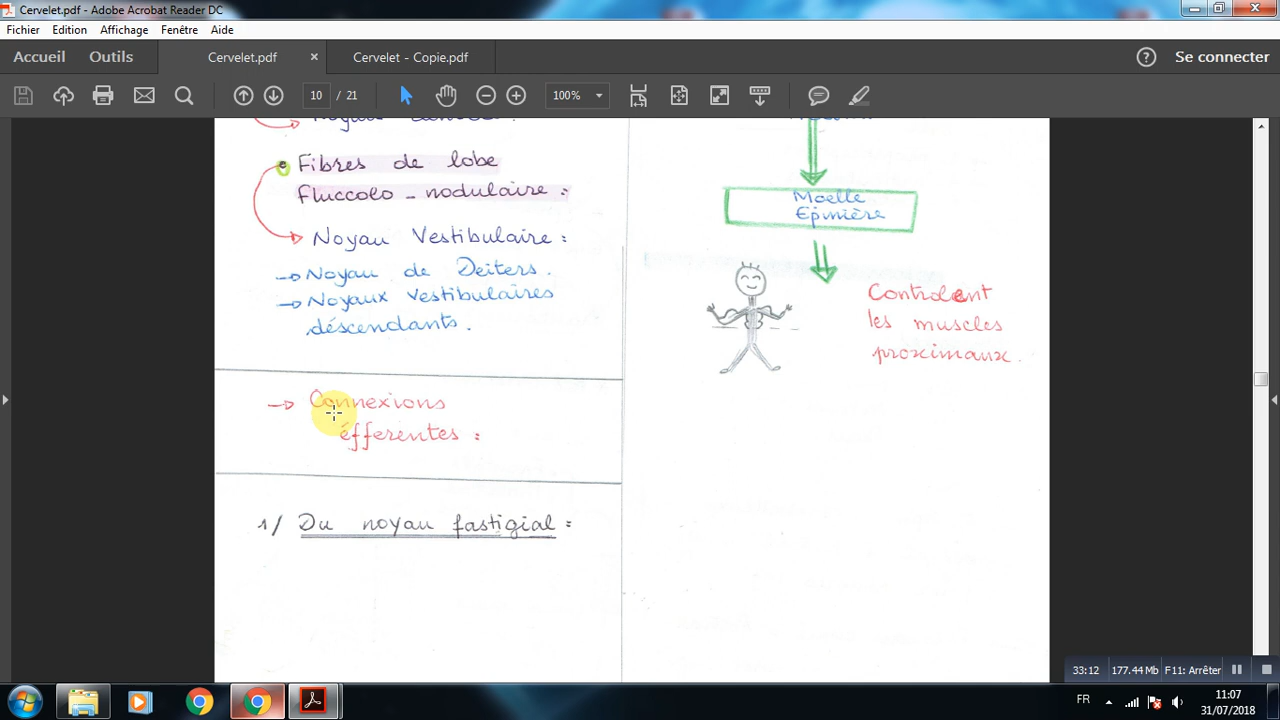 Cervelet.pdf - Adobe Acrobat Reader DC
Fichier Edition Affichage Fenêtre Aide
Accueil Outils Cervelet.pdf × Cervelet - Copie.pdf ? Se connecter
10 / 21 100%
• Fibres de lobe
Fluccolo - nodulaire :
Noyau Vestibulaire :
→ Noyau de Deiters.
→ Noyaux vestibulaires
déscendants.
→ Connexions
éfferentes :
1/ Du noyau fastigial :
Moelle
Epinière
Controlent
les muscles
proximaux.
33:12 177.44 Mb F11: Arrêter
FR 11:07
31/07/2018